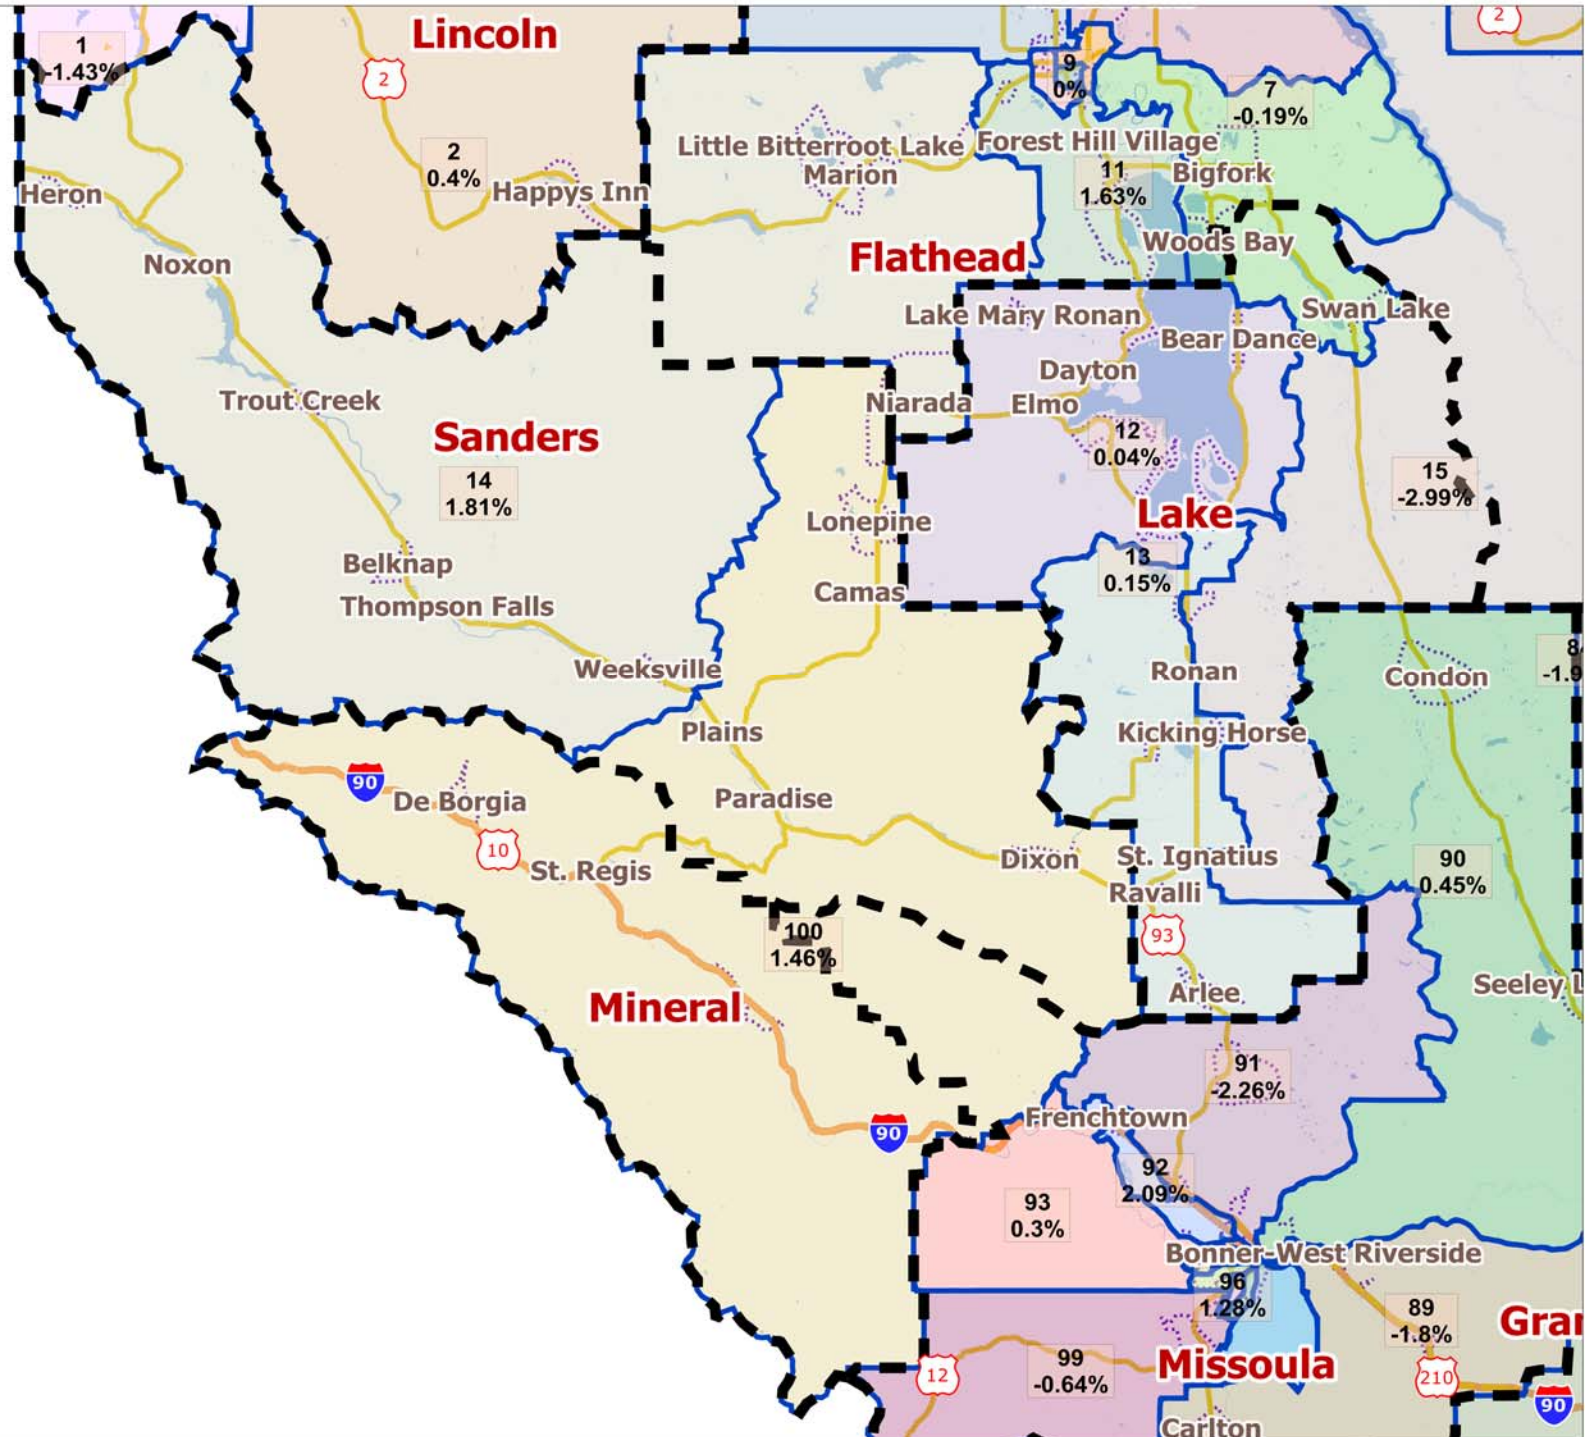 2
1
-1.43%
Lincoln
2
9
0%
7
-0.19%
2
0.4%
Little Bitterroot Lake
Forest Hill Village
Marion
11
1.63%
Bigfork
Heron
Happys Inn
Noxon
Flathead
Woods Bay
Lake Mary Ronan
Swan Lake
Bear Dance
Dayton
Trout Creek
Niarada
Elmo
Sanders
12
0.04%
14
1.81%
15
-2.99%
Lonepine
Lake
Belknap
13
0.15%
Camas
Thompson Falls
Weeksville
Ronan
Condon
-1.9
Plains
Kicking Horse
90
De Borgia
Paradise
10
St. Regis
Dixon
St. Ignatius
90
0.45%
Ravalli
100
1.46%
93
Mineral
Arlee
Seeley L
91
-2.26%
Frenchtown
90
92
2.09%
93
0.3%
Bonner-West Riverside
96
1.28%
89
-1.8%
Gran
12
99
-0.64%
Missoula
210
90
Carlton